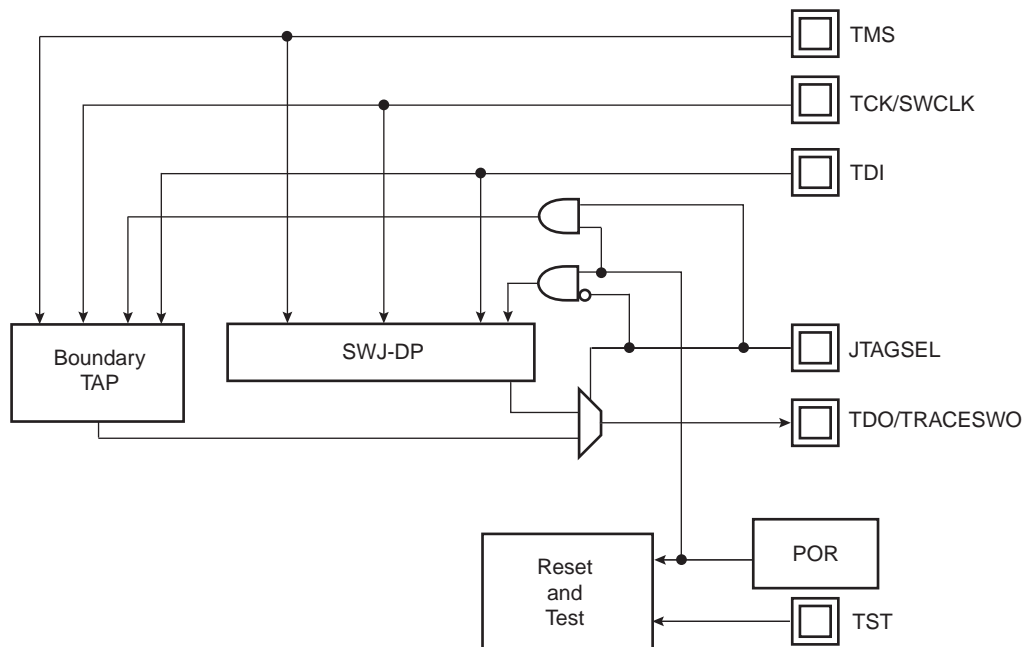 TMS
TCK/SWCLK
TDI
Boundary
TAP
SWJ-DP
JTAGSEL
TDO/TRACESWO
Reset
and
Test
POR
TST